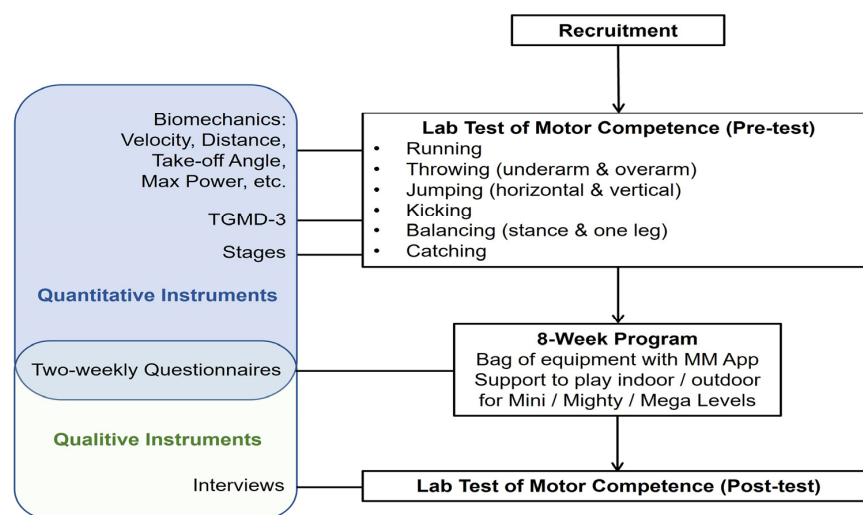 Recruitment
Biomechanics:
Velocity, Distance,
Take-off Angle,
Max Power, etc.
TGMD-3
Stages
Quantitative Instruments
Lab Test of Motor Competence (Pre-test)
• Running
• Throwing (underarm & overarm)
• Jumping (horizontal & vertical)
• Kicking
• Balancing (stance & one leg)
• Catching
Two-weekly Questionnaires
8-Week Program
Bag of equipment with MM App
Support to play indoor / outdoor
for Mini / Mighty / Mega Levels
Qualitive Instruments
Interviews
Lab Test of Motor Competence (Post-test)